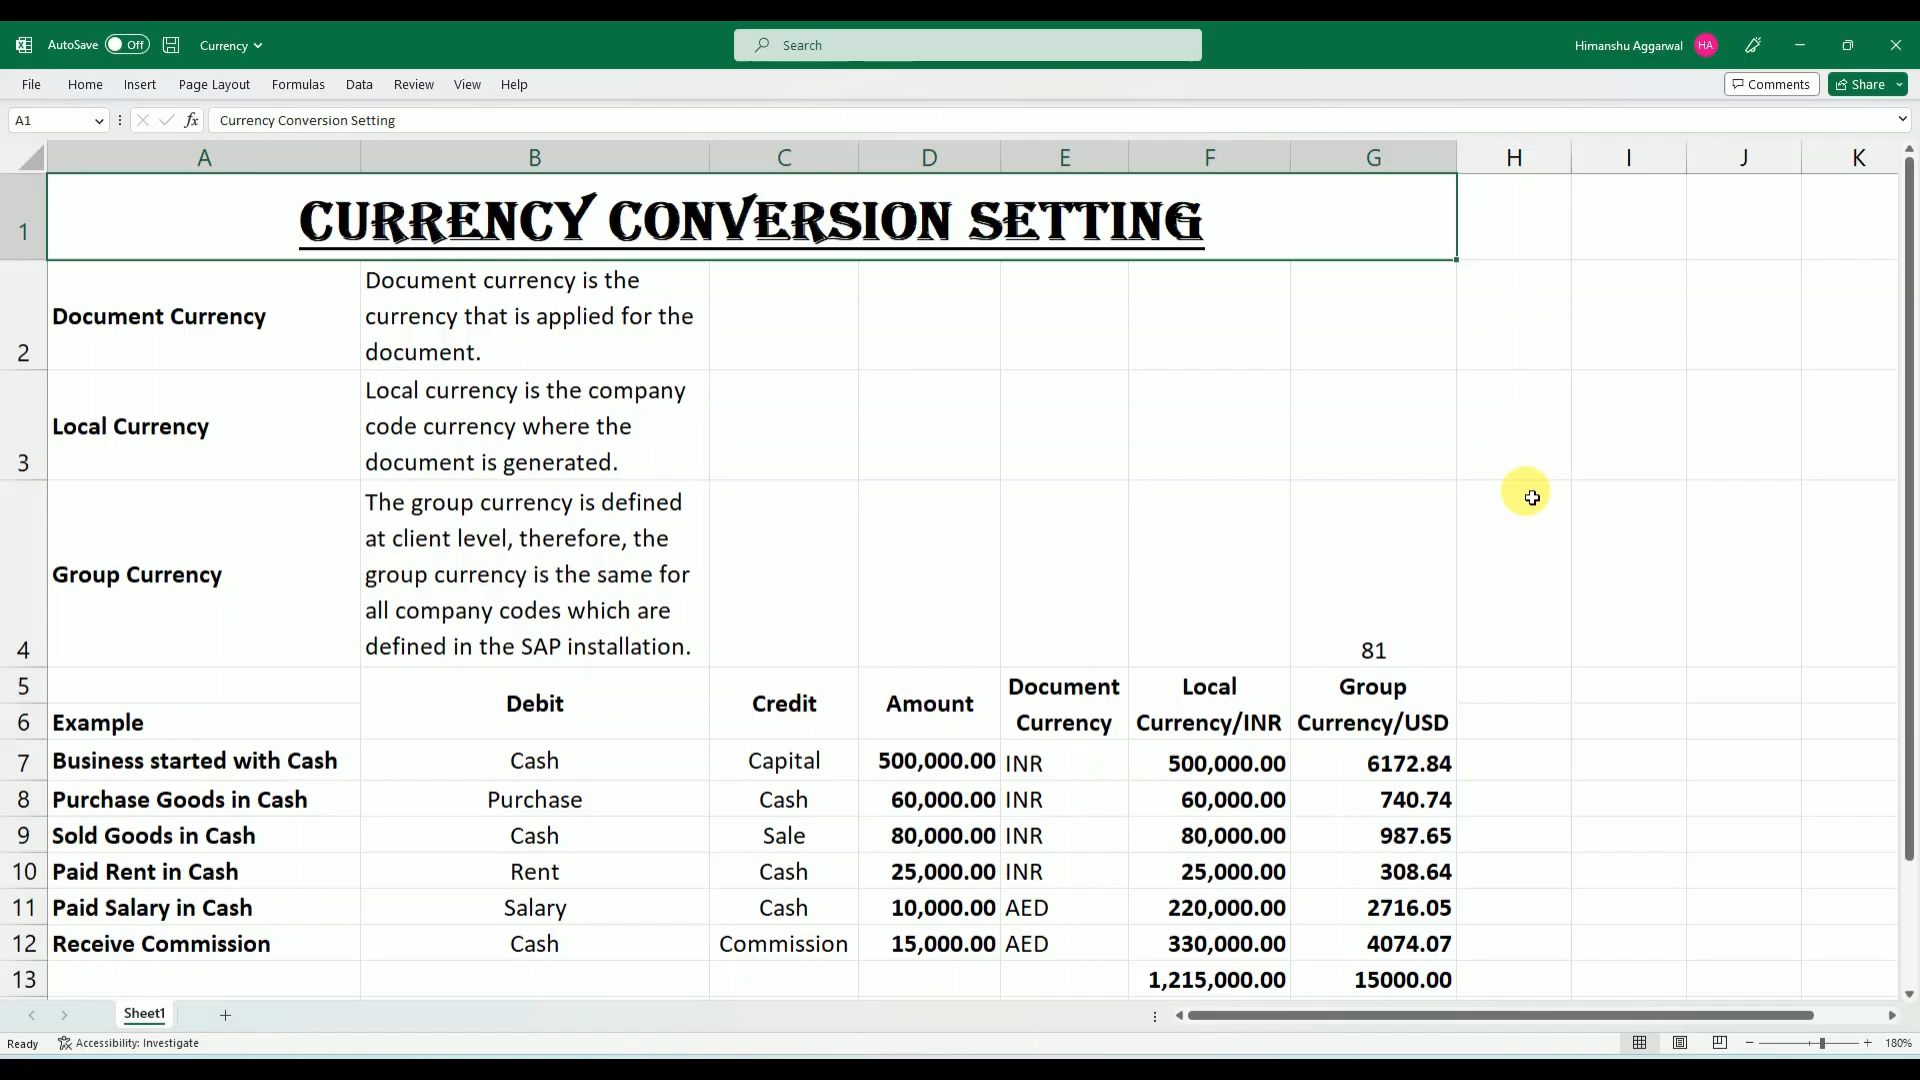 AutoSave Off Currency Search Himanshu Aggarwal HA
File Home Insert Page Layout Formulas Data Review View Help Comments Share
A1 fx Currency Conversion Setting
A B C D E F G H I J K
1 CURRENCY CONVERSION SETTING
Document currency is the
Document Currency currency that is applied for the
2 document.
Local currency is the company
Local Currency code currency where the
3 document is generated.
The group currency is defined
at client level, therefore, the
Group Currency group currency is the same for
all company codes which are
4 defined in the SAP installation. 81
5 Debit Credit Amount Document Local Group
6 Example Currency Currency/INR Currency/USD
7 Business started with Cash Cash Capital 500,000.00 INR 500,000.00 6172.84
8 Purchase Goods in Cash Purchase Cash 60,000.00 INR 60,000.00 740.74
9 Sold Goods in Cash Cash Sale 80,000.00 INR 80,000.00 987.65
10 Paid Rent in Cash Rent Cash 25,000.00 INR 25,000.00 308.64
11 Paid Salary in Cash Salary Cash 10,000.00 AED 220,000.00 2716.05
12 Receive Commission Cash Commission 15,000.00 AED 330,000.00 4074.07
13 1,215,000.00 15000.00
Sheet1
Ready Accessibility: Investigate 180%